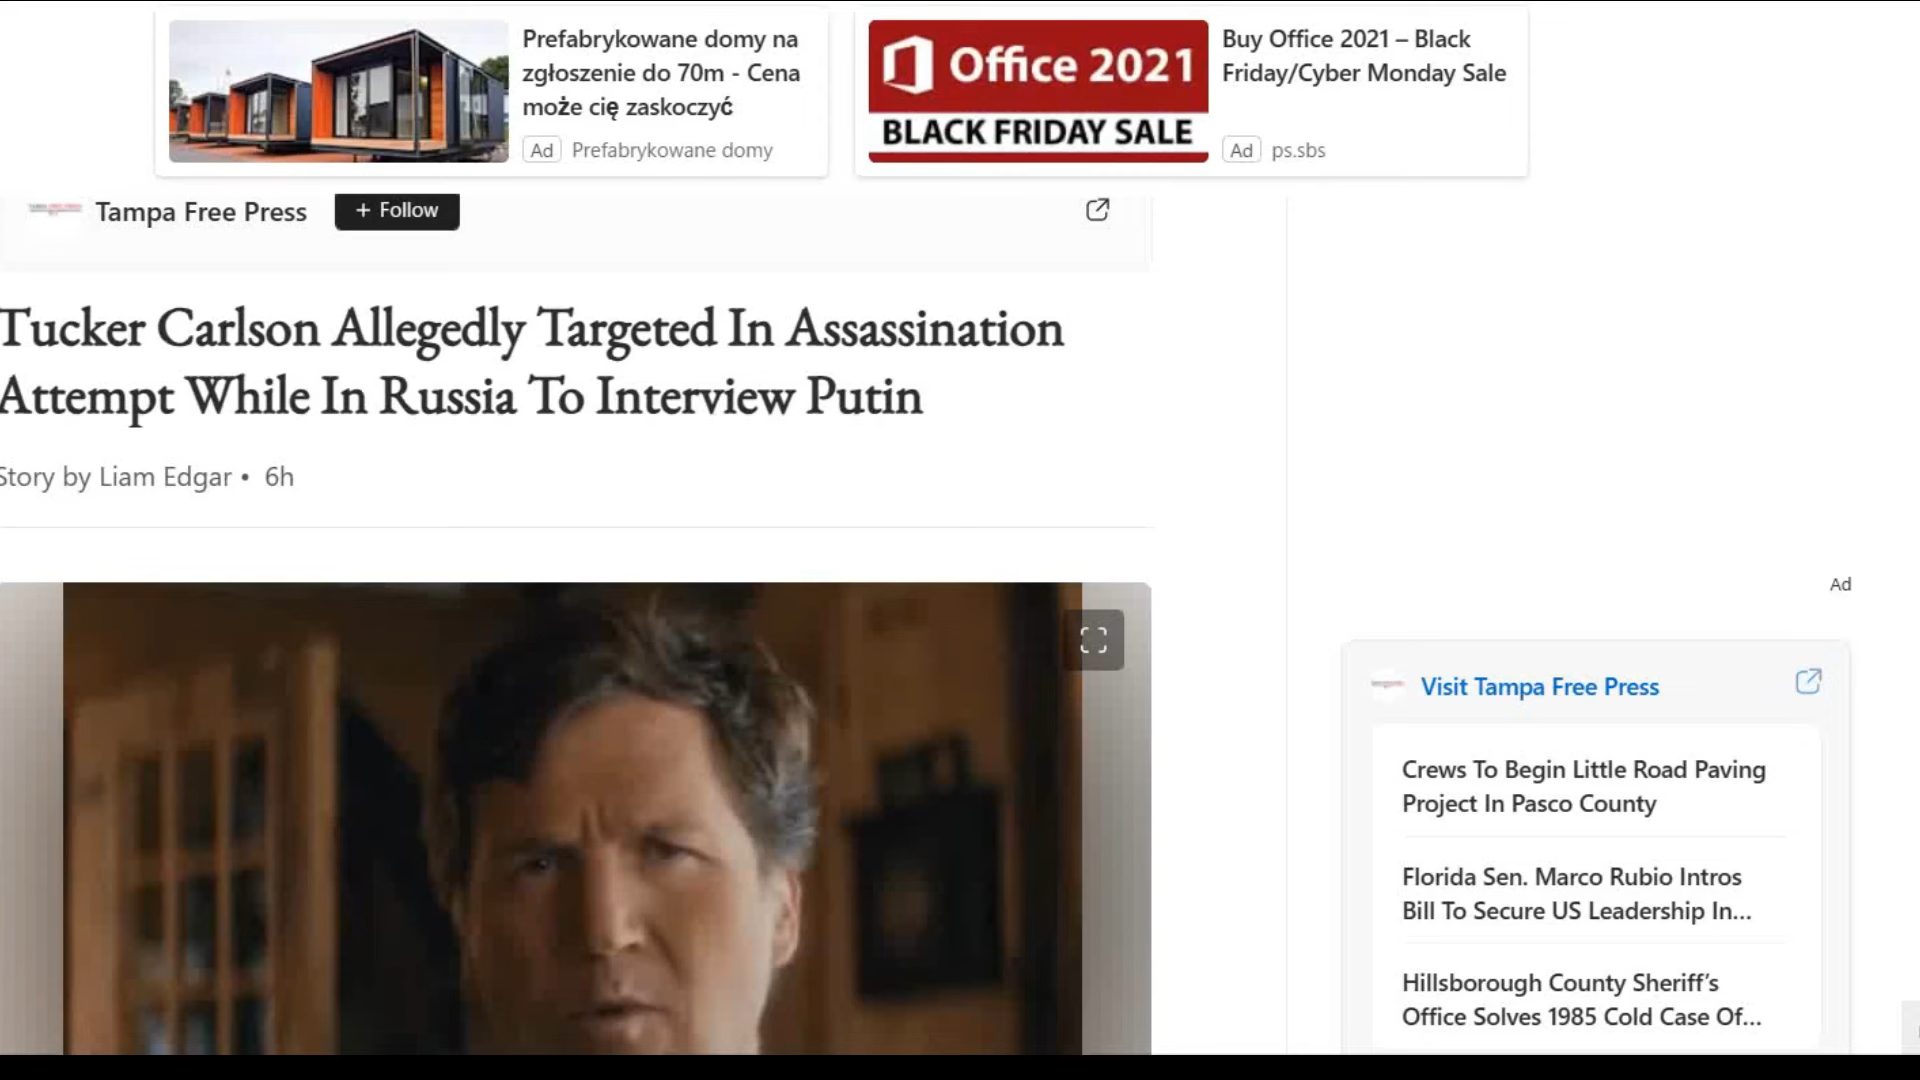 Prefabrykowane domy na
zgłoszenie do 70m - Cena
może cię zaskoczyć
Ad Prefabrykowane domy
Office 2021
BLACK FRIDAY SALE
Buy Office 2021 – Black
Friday/Cyber Monday Sale
Ad ps.sbs
Tampa Free Press + Follow
Tucker Carlson Allegedly Targeted In Assassination
Attempt While In Russia To Interview Putin
Story by Liam Edgar • 6h
Ad
Visit Tampa Free Press
Crews To Begin Little Road Paving
Project In Pasco County
Florida Sen. Marco Rubio Intros
Bill To Secure US Leadership In...
Hillsborough County Sheriff’s
Office Solves 1985 Cold Case Of...